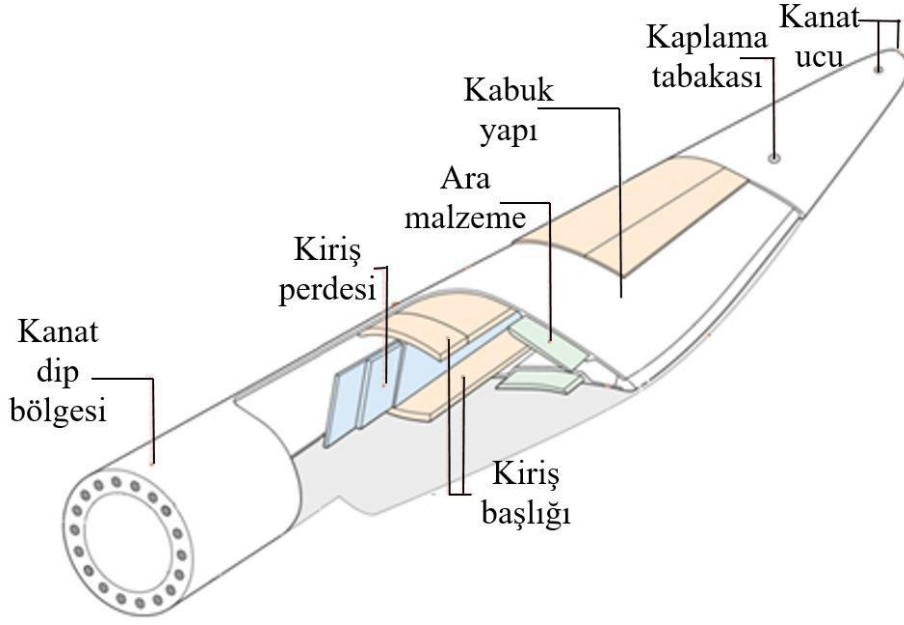 Kanat
ucu
Kaplama
tabakası
Kabuk
yapı
Ara
malzeme
Kiriş
perdesi
Kanat
dip
bölgesi
Kiriş
başlığı